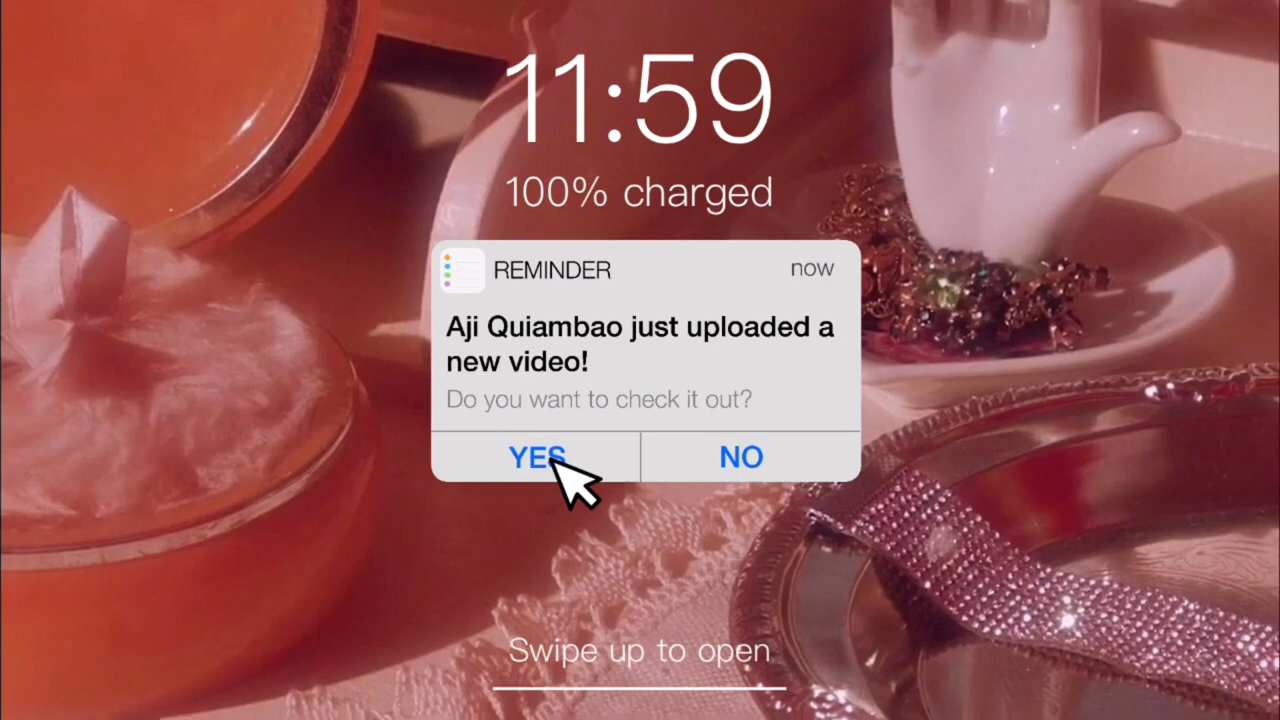 11:59
100% charged
REMINDER now
Aji Quiambao just uploaded a
new video!
Do you want to check it out?
YES NO
Swipe up to open